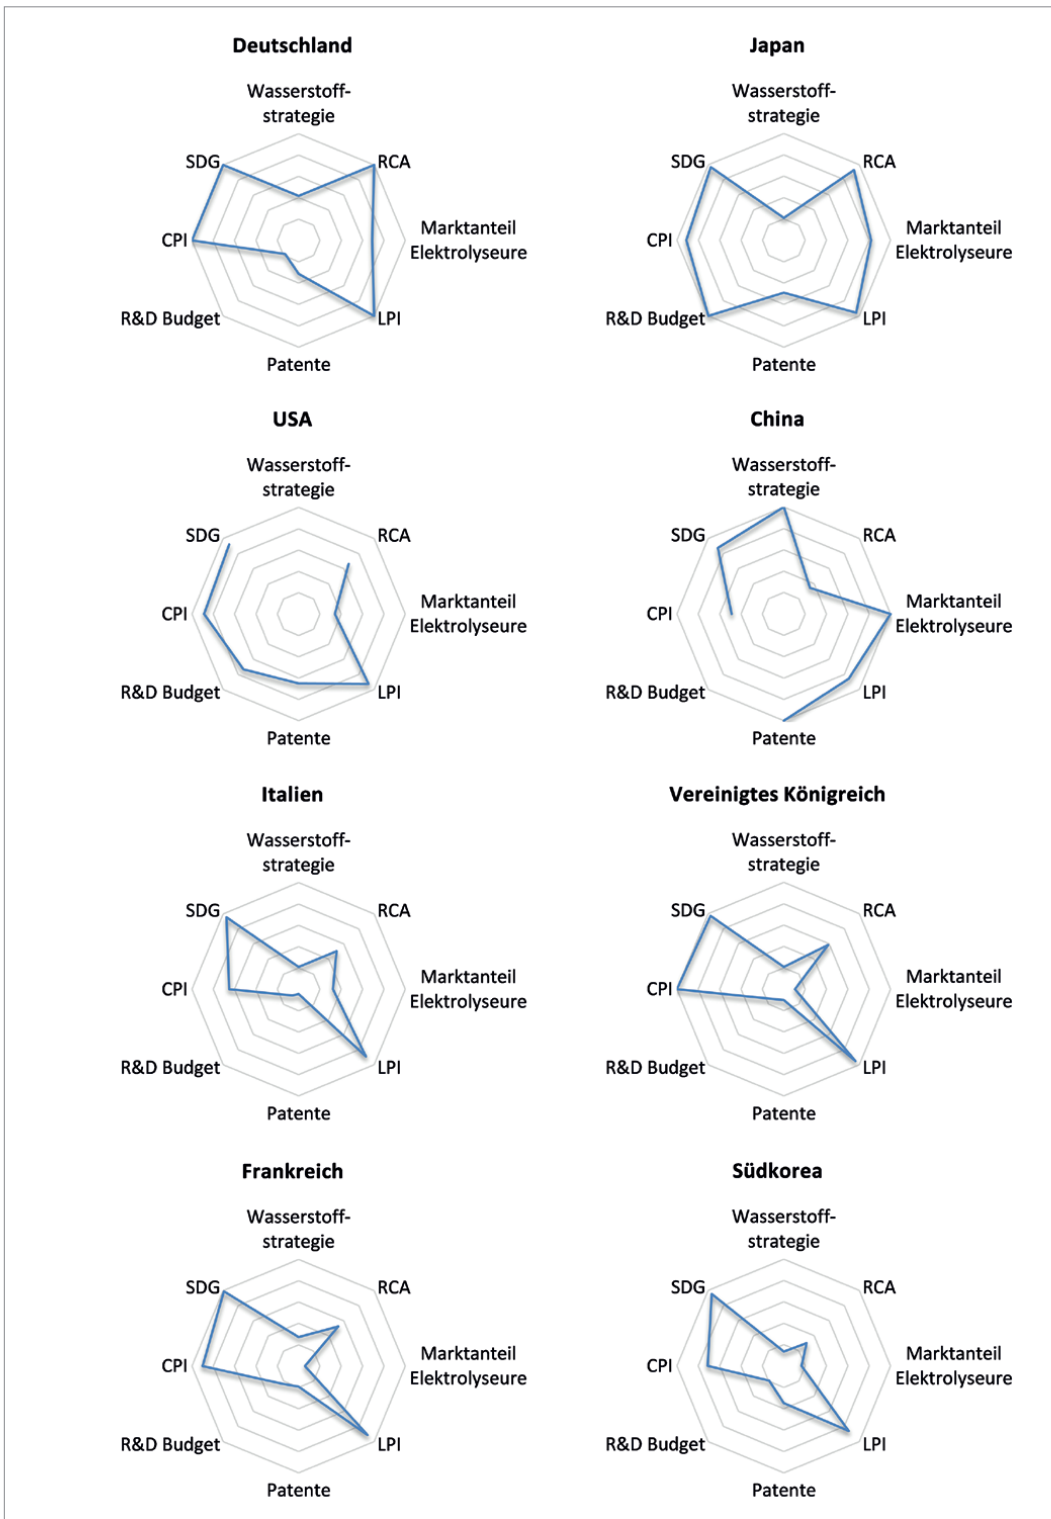 Deutschland
Wasserstoff-
strategie
SDG
RCA
CPI
Marktanteil
Elektrolyseure
R&D Budget
LPI
Patente
Japan
Wasserstoff-
strategie
SDG
RCA
CPI
Marktanteil
Elektrolyseure
R&D Budget
LPI
Patente
USA
Wasserstoff-
strategie
SDG
RCA
CPI
Marktanteil
Elektrolyseure
R&D Budget
LPI
Patente
China
Wasserstoff-
strategie
SDG
RCA
CPI
Marktanteil
Elektrolyseure
R&D Budget
LPI
Patente
Italien
Wasserstoff-
strategie
SDG
RCA
CPI
Marktanteil
Elektrolyseure
R&D Budget
LPI
Patente
Vereinigtes Königreich
Wasserstoff-
strategie
SDG
RCA
CPI
Marktanteil
Elektrolyseure
R&D Budget
LPI
Patente
Frankreich
Wasserstoff-
strategie
SDG
RCA
CPI
Marktanteil
Elektrolyseure
R&D Budget
LPI
Patente
Südkorea
Wasserstoff-
strategie
SDG
RCA
CPI
Marktanteil
Elektrolyseure
R&D Budget
LPI
Patente